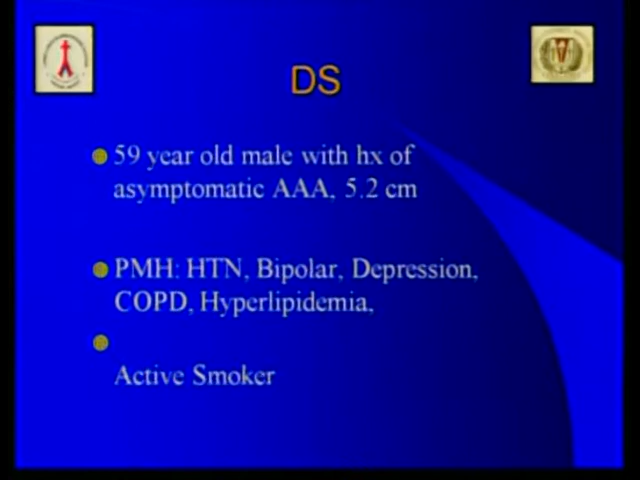 DS
59 year old male with hx of
asymptomatic AAA, 5.2 cm
PMH: HTN, Bipolar, Depression,
COPD, Hyperlipidemia,
Active Smoker